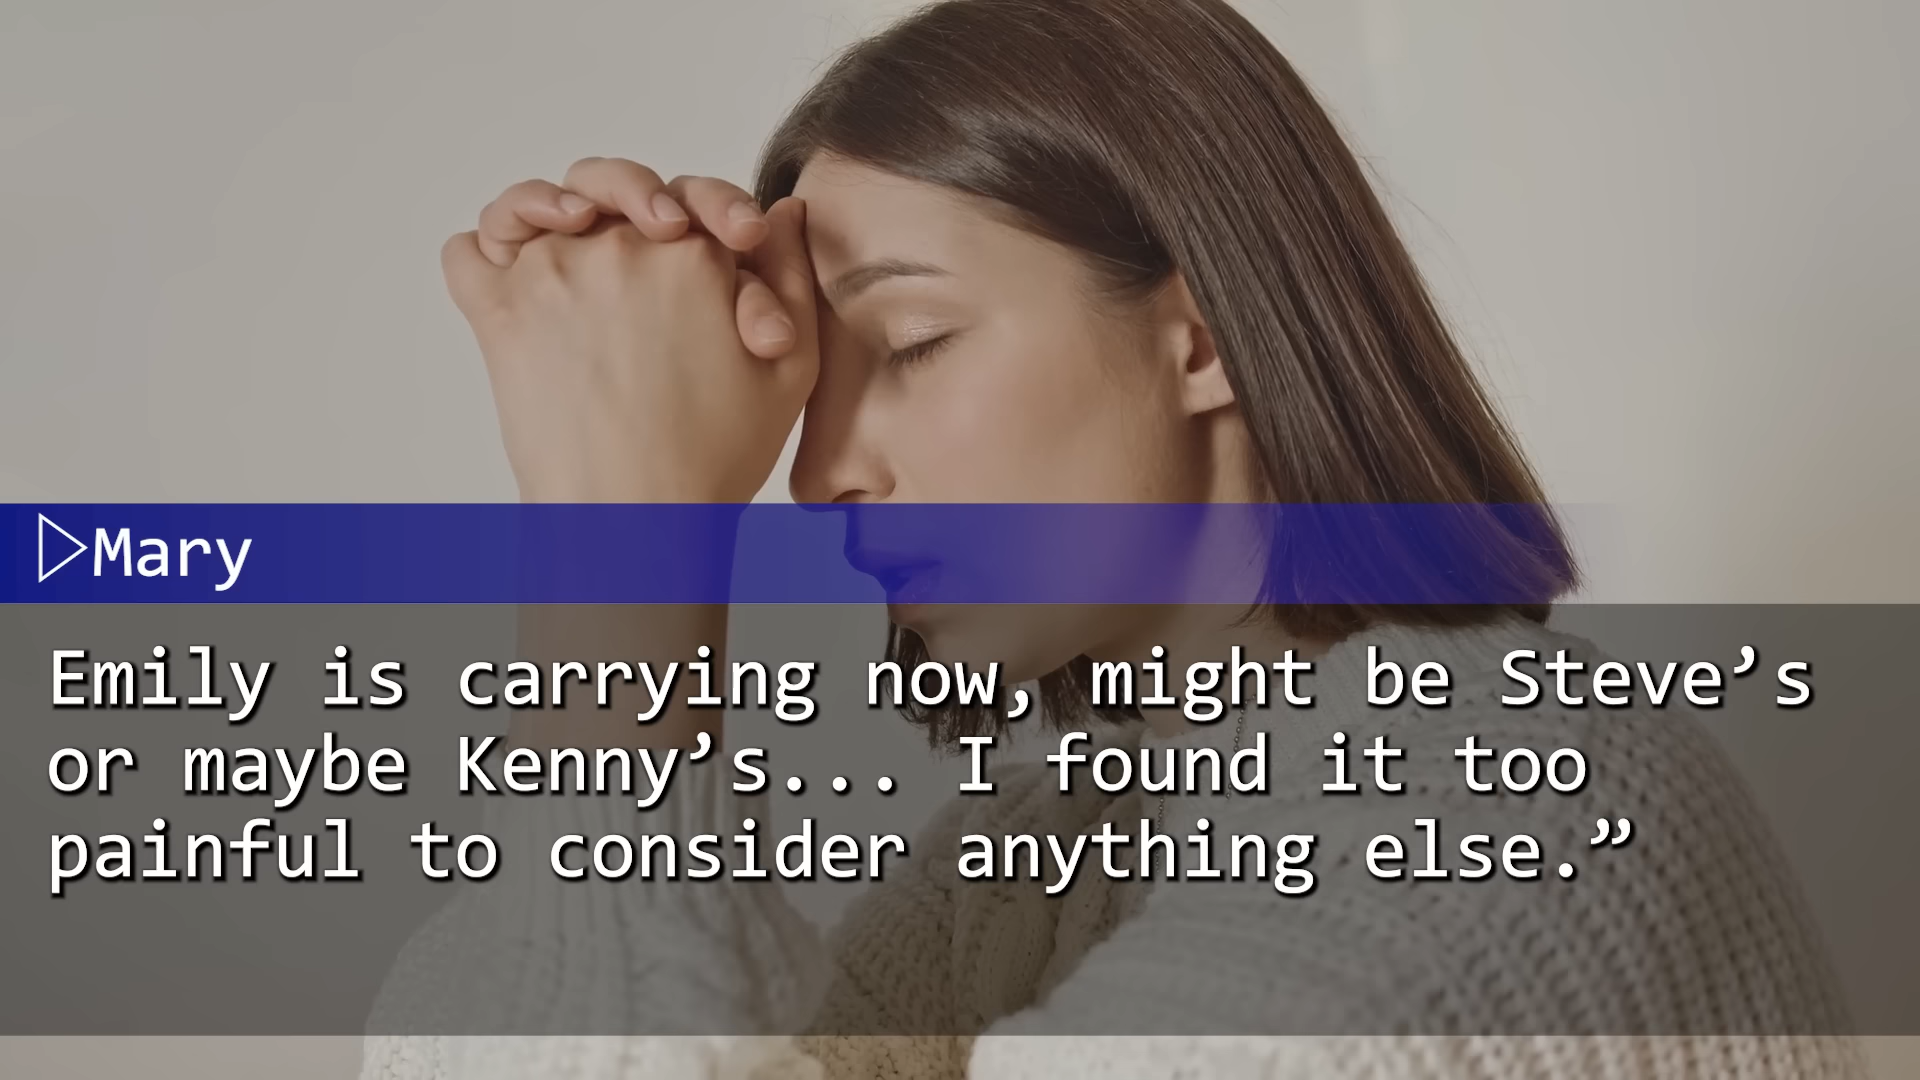 Mary
Emily is carrying now, might be Steve’s
or maybe Kenny’s... I found it too
painful to consider anything else.”